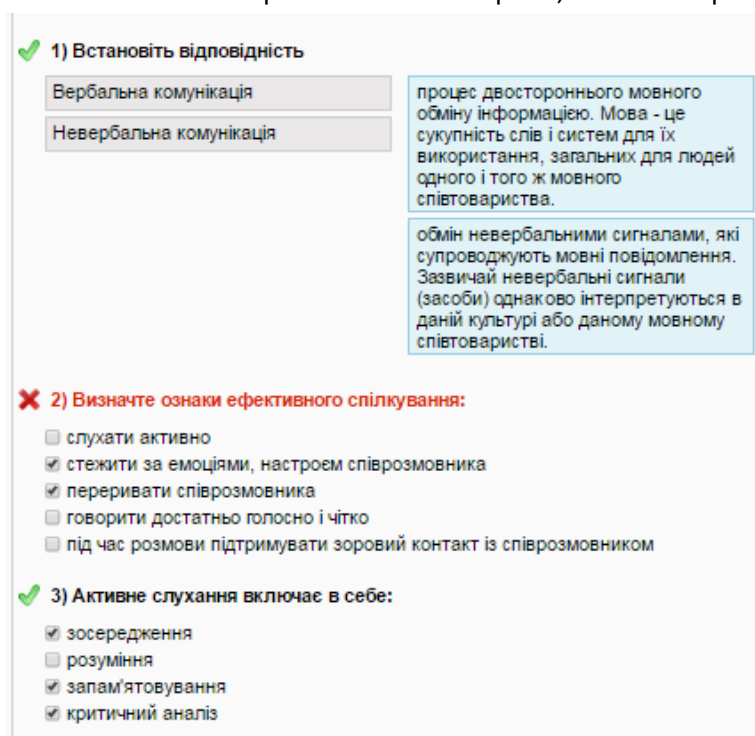 1) Встановіть відповідність
Вербальна комунікація
Невербальна комунікація
процес двостороннього мовного
обміну інформацією. Мова - це
сукупність слів і систем для їх
використання, загальних для людей
одного і того ж мовного
співтовариства.
обмін невербальними сигналами, які
супроводжують мовні повідомлення.
Зазвичай невербальні сигнали
(засоби) однаково інтерпретуються в
даній культурі або даному мовному
співтоваристві.
2) Визначте ознаки ефективного спілкування:
слухати активно
стежити за емоціями, настроєм співрозмовника
переривати співрозмовника
говорити достатньо голосно і чітко
під час розмови підтримувати зоровий контакт із співрозмовником
3) Активне слухання включає в себе:
зосередження
розуміння
запам'ятовування
критичний аналіз